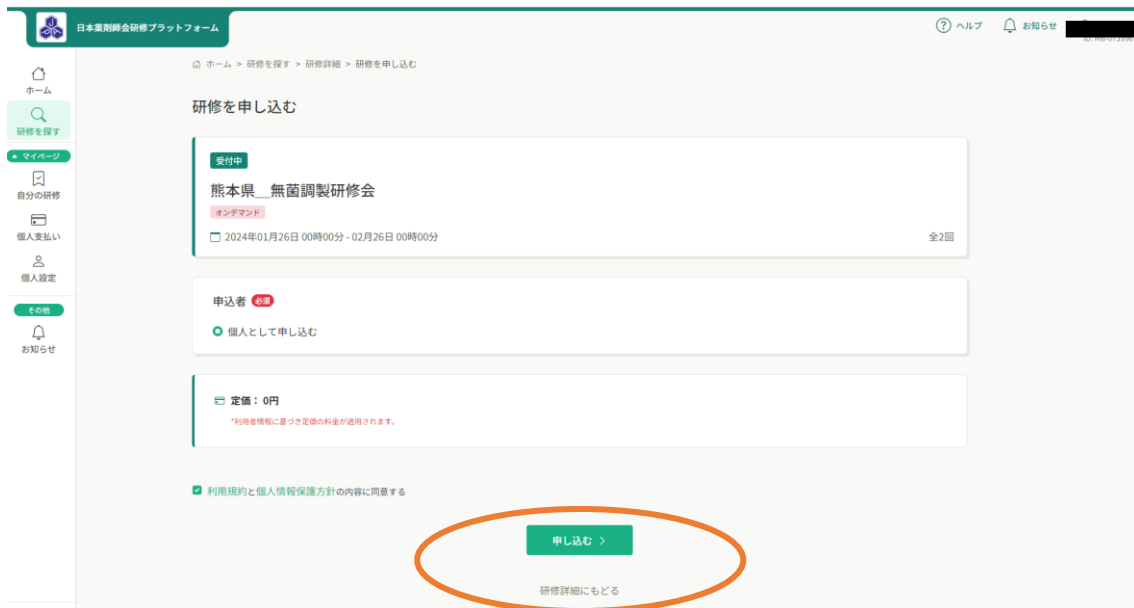 日本薬剤師会研修プラットフォーム
ヘルプ
お知らせ
ホーム
研修を探す
マイページ
自分の研修
個人支払い
個人設定
その他
お知らせ
ホーム > 研修を探す > 研修詳細 > 研修を申し込む
研修を申し込む
受付中
熊本県__無菌調製研修会
オンデマンド
2024年01月26日 00時00分 - 02月26日 00時00分
全2回
申込者 必須
個人として申し込む
定価： 0円
*利用者情報に基づき定価の料金が適用されます。
利用規約と個人情報保護方針の内容に同意する
申し込む >
研修詳細にもどる